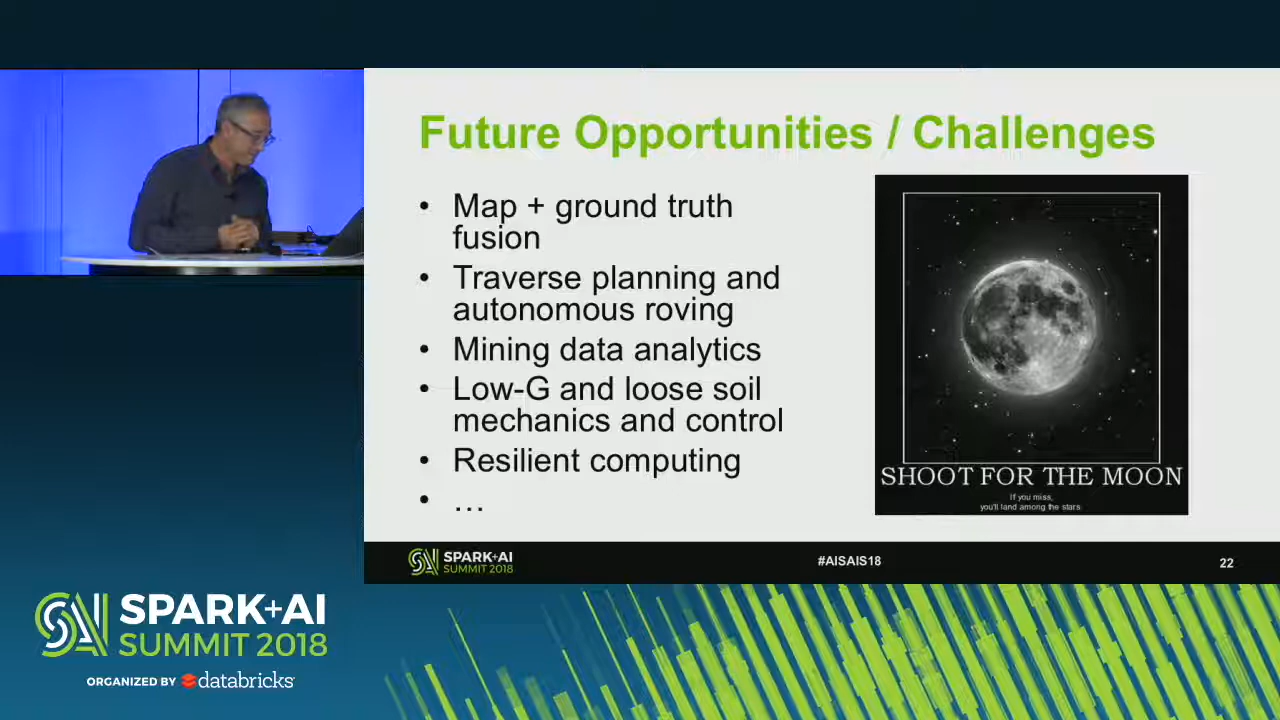 Future Opportunities / Challenges
• Map + ground truth
fusion
• Traverse planning and
autonomous roving
• Mining data analytics
• Low-G and loose soil
mechanics and control
• Resilient computing
• …
SHOOT FOR THE MOON
If you miss,
you'll land among the stars.
SPARK+AI
SUMMIT 2018
#AISAIS18
22
SPARK+AI
SUMMIT 2018
ORGANIZED BY databricks